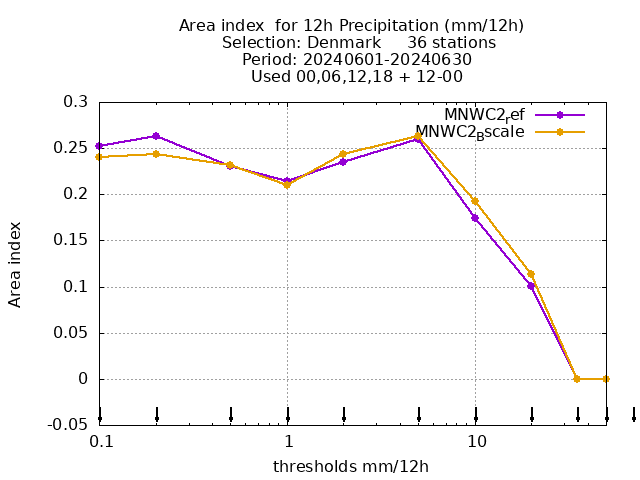 Area index  for 12h Precipitation (mm/12h)
Selection: Denmark     36 stations
Period: 20240601-20240630
Used 00,06,12,18 + 12-00
MNWC2ref
MNWC2Bscale
0.3
0.25
0.2
0.15
0.1
0.05
0
-0.05
0.1
1
10
Area index
thresholds mm/12h